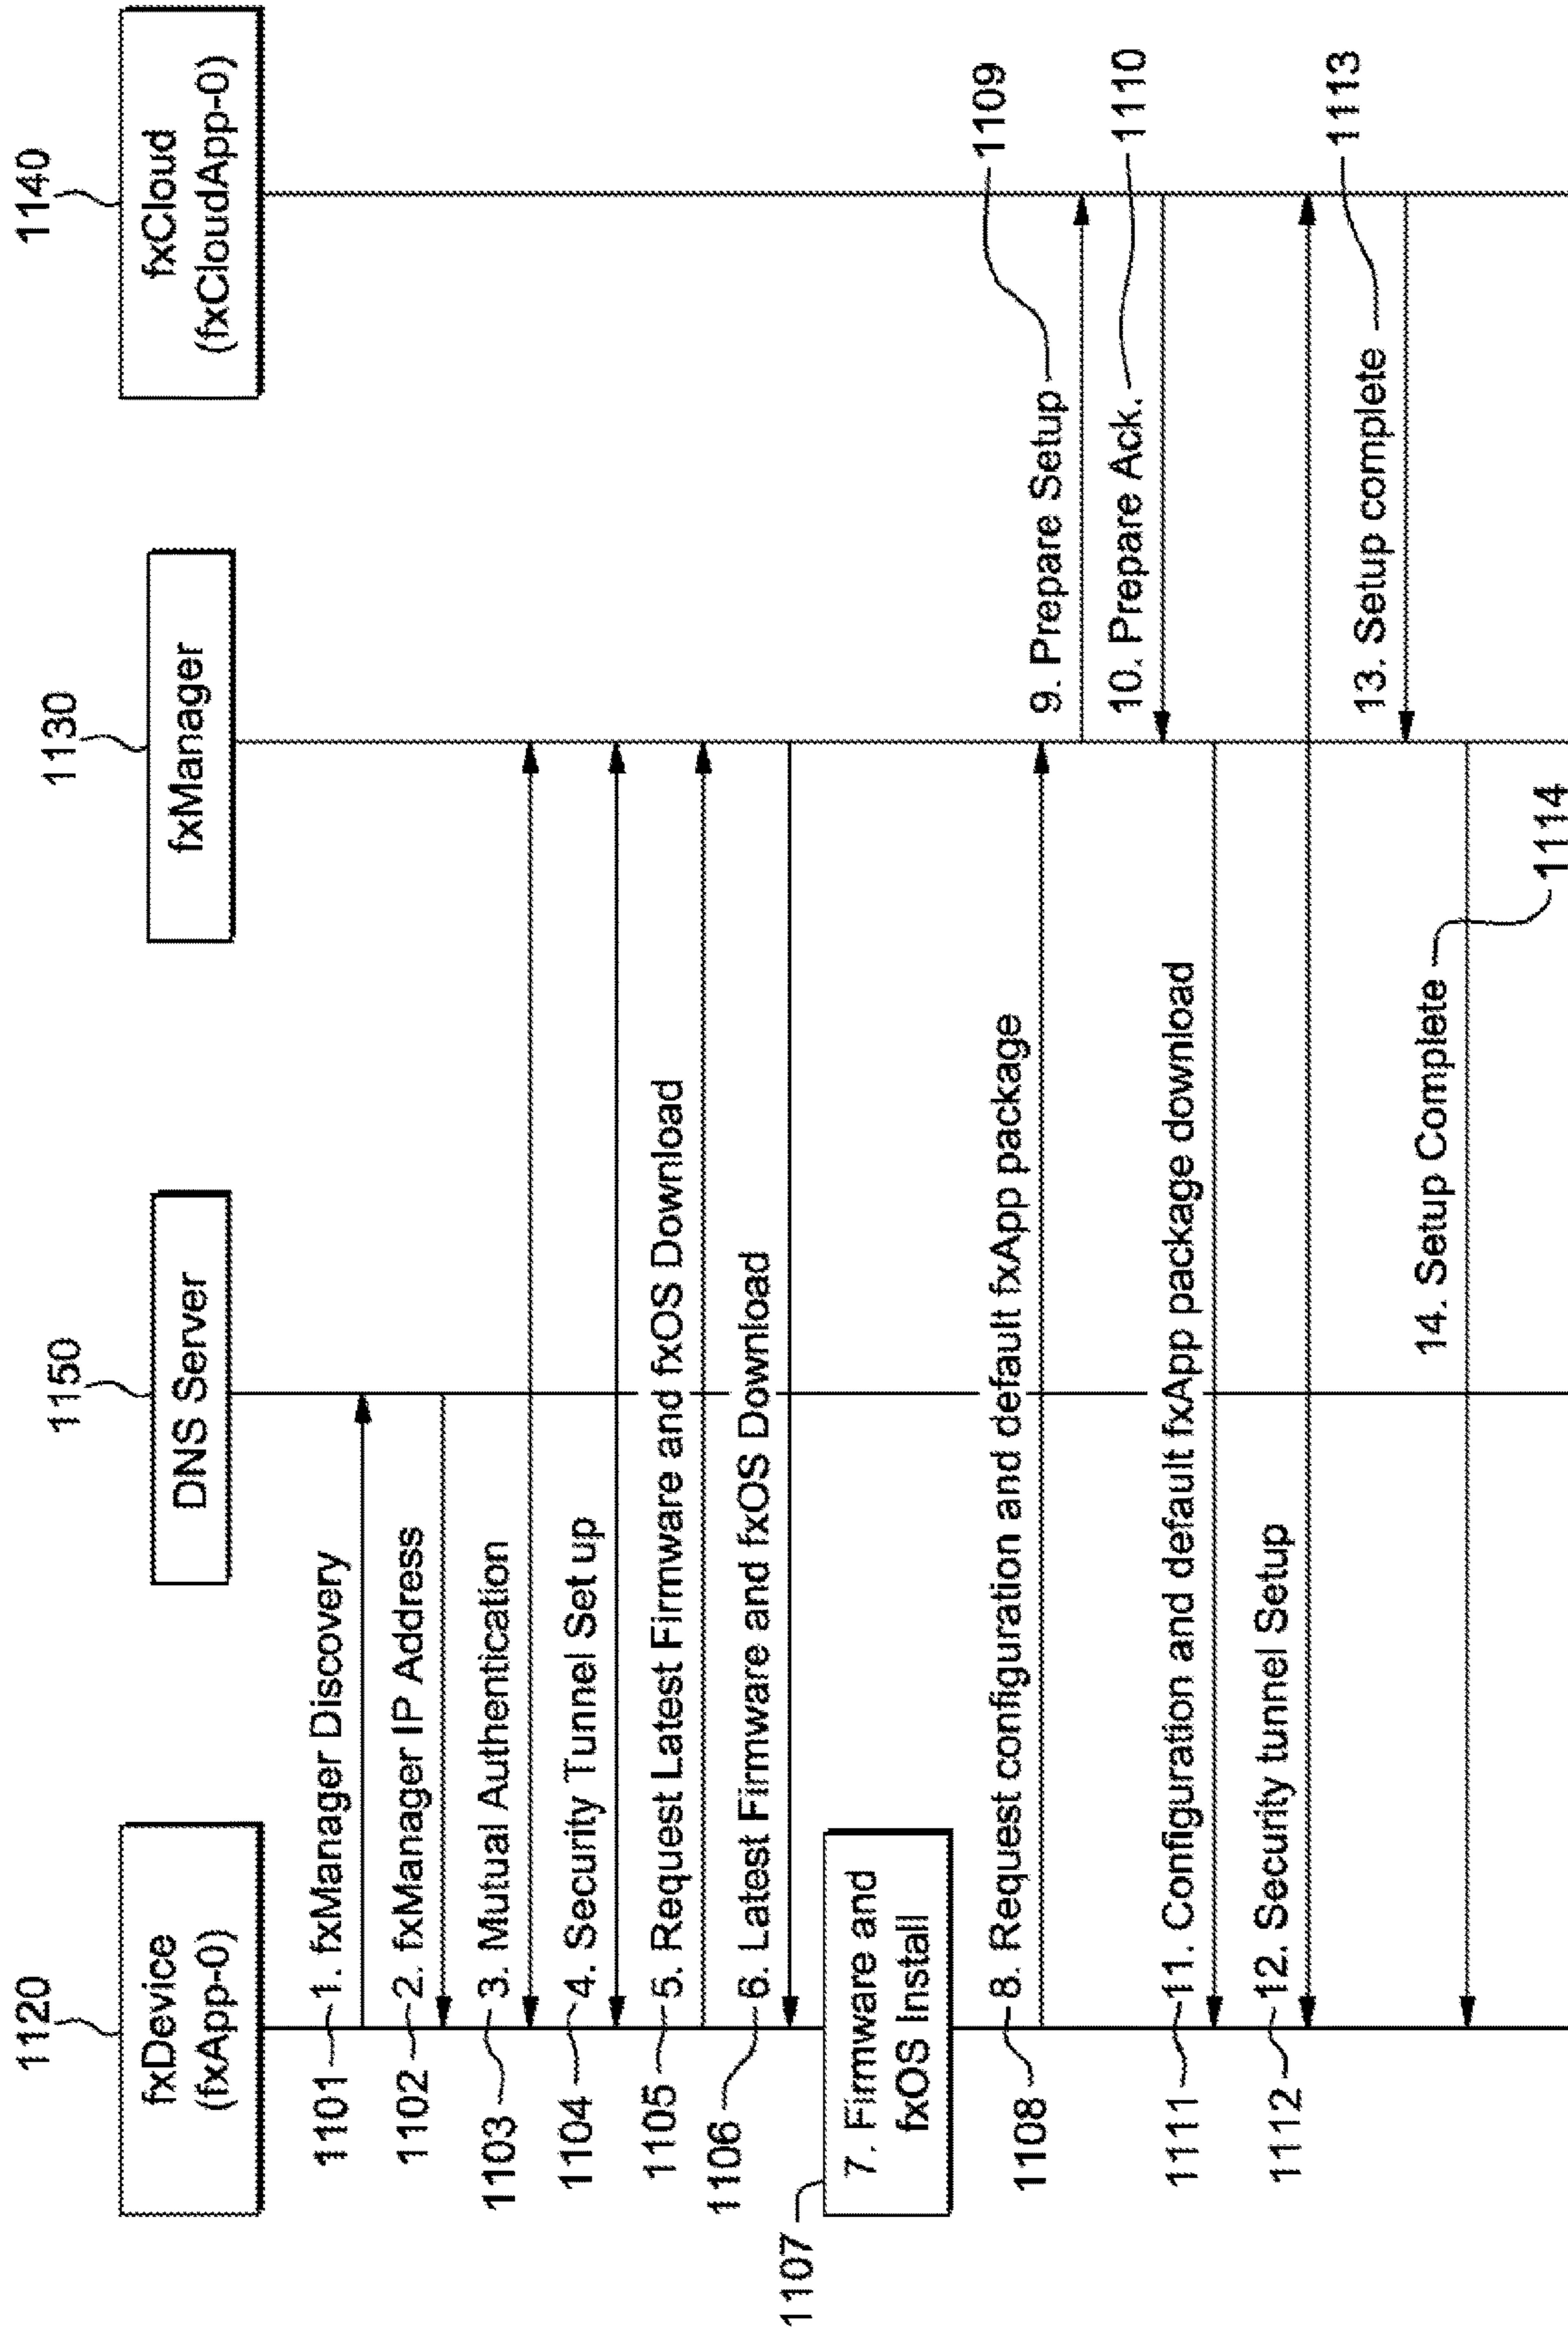 1120
fxDevice
(fxApp-0)
1150
DNS Server
1130
fxManager
1140
fxCloud
(fxCloudApp-0)
1101
1. fxManager Discovery
1102
2. fxManager IP Address
1103
3. Mutual Authentication
1104
4. Security Tunnel Set up
1105
5. Request Latest Firmware and fxOS Download
1106
6. Latest Firmware and fxOS Download
1107
7. Firmware and
fxOS Install
1108
8. Request configuration and default fxApp package
9. Prepare Setup
1109
10. Prepare Ack.
1110
1111
11. Configuration and default fxApp package download
1112
12. Security tunnel Setup
13. Setup complete
1113
14. Setup Complete
1114